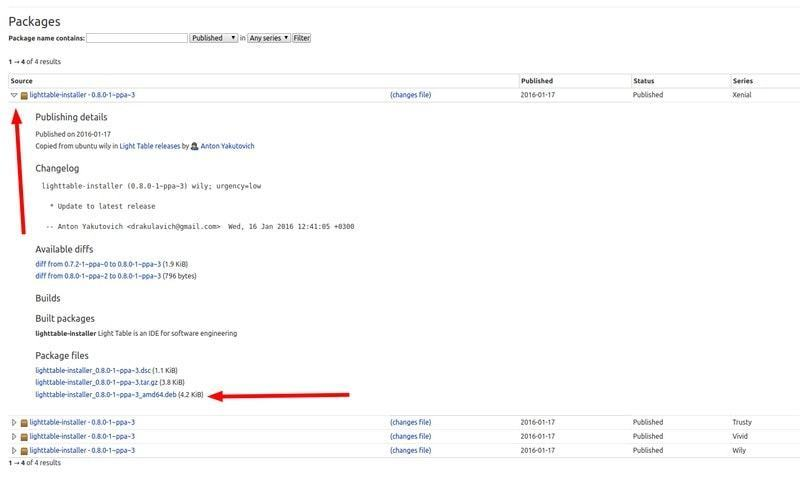 Packages
Package name contains: Published in Any series Filter
1 → 4 of 4 results
Source Published Status Series
lighttable-installer - 0.8.0-1~ppa~3 (changes file) 2016-01-17 Published Xenial
Publishing details
Published on 2016-01-17
Copied from ubuntu wily in Light Table releases by Anton Yakutovich
Changelog
lighttable-installer (0.8.0-1~ppa~3) wily; urgency=low
* Update to latest release
-- Anton Yakutovich <drakulavich@gmail.com>  Wed, 16 Jan 2016 12:41:05 +0300
Available diffs
diff from 0.7.2-1~ppa~0 to 0.8.0-1~ppa~3 (1.9 KiB)
diff from 0.8.0-1~ppa~2 to 0.8.0-1~ppa~3 (796 bytes)
Builds
Built packages
lighttable-installer Light Table is an IDE for software engineering
Package files
lighttable-installer_0.8.0-1~ppa~3.dsc (1.1 KiB)
lighttable-installer_0.8.0-1~ppa~3.tar.gz (3.8 KiB)
lighttable-installer_0.8.0-1~ppa~3_amd64.deb (4.2 KiB)
lighttable-installer - 0.8.0-1~ppa~3 (changes file) 2016-01-17 Published Trusty
lighttable-installer - 0.8.0-1~ppa~3 (changes file) 2016-01-17 Published Vivid
lighttable-installer - 0.8.0-1~ppa~3 (changes file) 2016-01-17 Published Wily
1 → 4 of 4 results